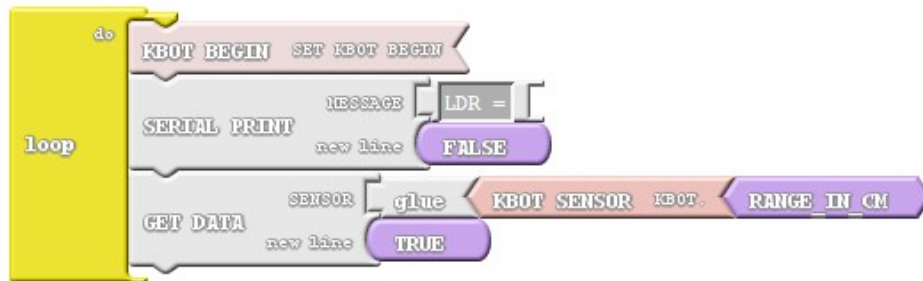 do
KBOT BEGIN SET KBOT BEGIN
MESSAGE LDR =
SERIAL PRINT
new line FALSE
loop
SENSOR glue KBOT SENSOR KBOT. RANGE_IN_CM
GET DATA
new line TRUE